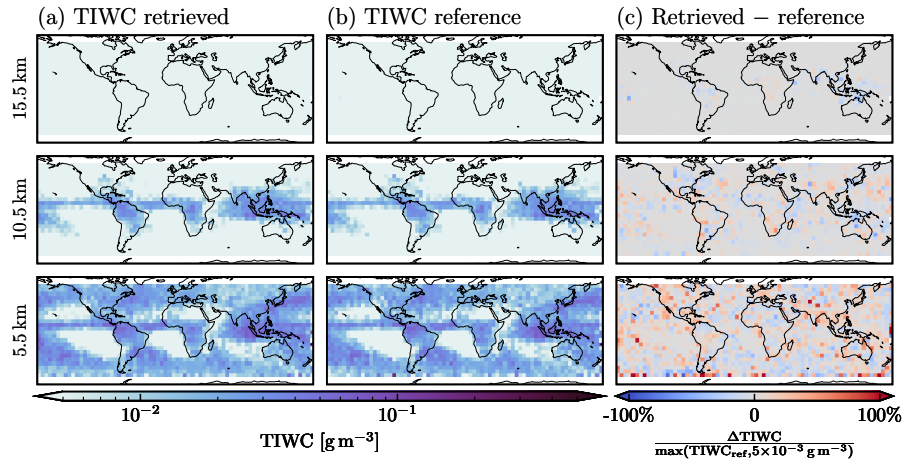 (a) TIWC retrieved
(b) TIWC reference
(c) Retrieved − reference
15.5 km
10.5 km
5.5 km
10⁻²
10⁻¹
TIWC [g m⁻³]
-100%
0
100%
ΔTIWC
max(TIWC_ref, 5×10⁻³ g m⁻³)